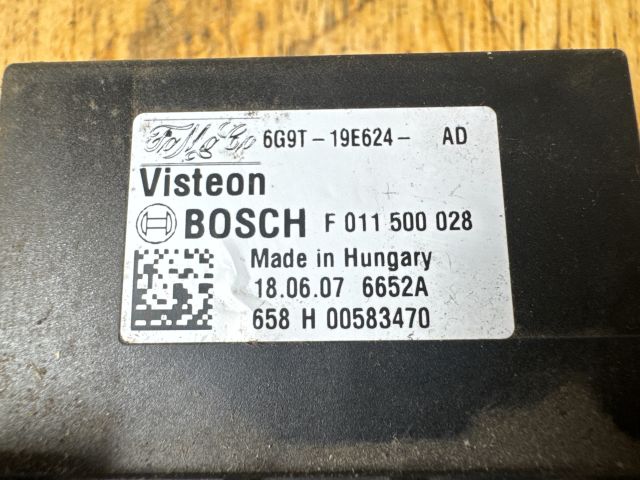 FoMoCo 6G9T-19E624- AD
Visteon
BOSCH F 011 500 028
Made in Hungary
18.06.07 6652A
658 H 00583470